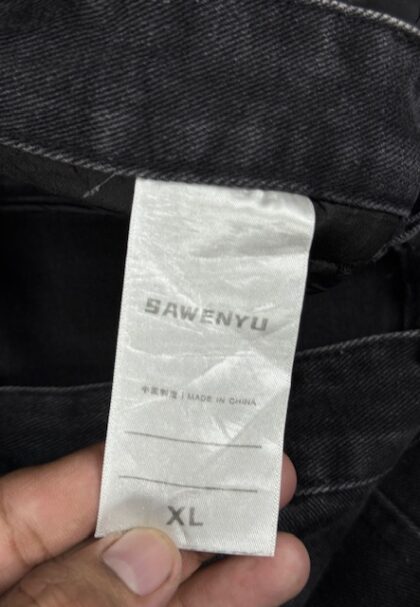 SAWENYU
中国制造 | MADE IN CHINA
XL